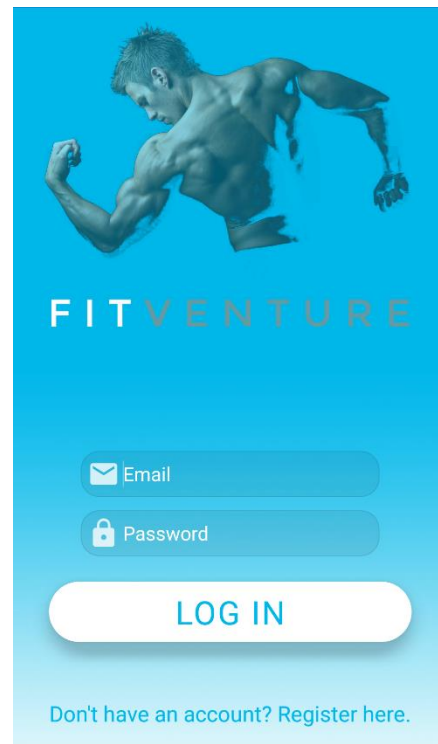 FITVENTURE
Email
Password
LOG IN
Don't have an account? Register here.